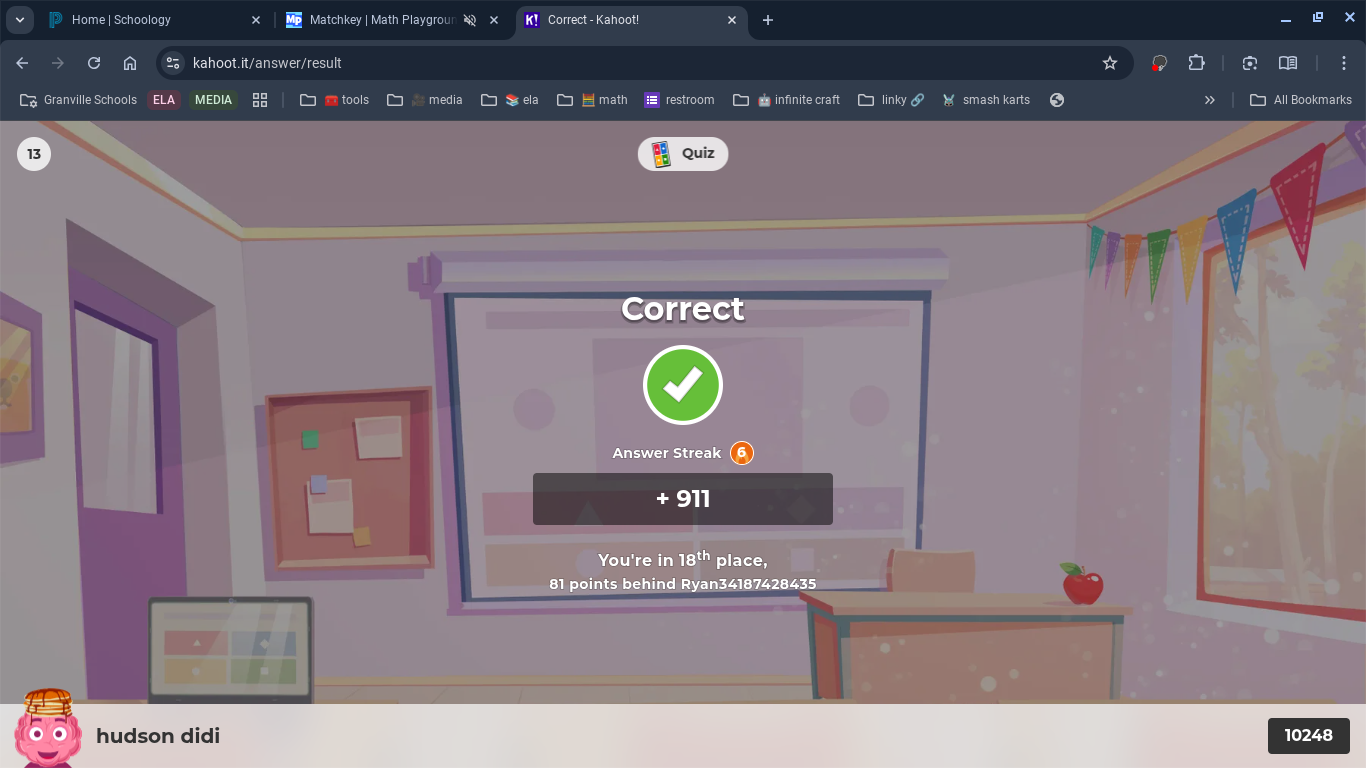 Home | Schoology
Mp Matchkey | Math Playgroun
K! Correct - Kahoot!
kahoot.it/answer/result
Granville Schools ELA MEDIA tools media ela math restroom infinite craft linky smash karts All Bookmarks
13
Quiz
Correct
Answer Streak 6
+ 911
You're in 18th place,
81 points behind Ryan34187428435
hudson didi
10248